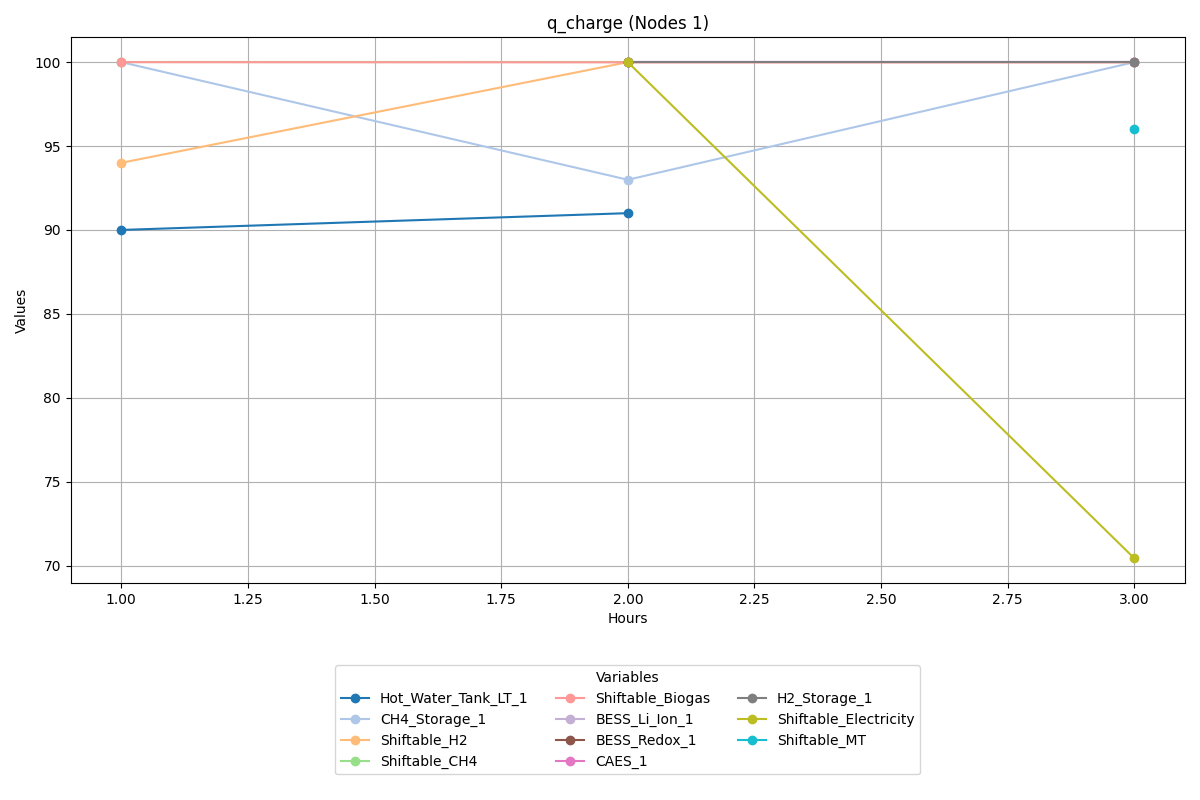 q_charge (Nodes 1)
100
95
90
85
80
75
70
Values
1.00 1.25 1.50 1.75 2.00 2.25 2.50 2.75 3.00
Hours
Variables
Hot_Water_Tank_LT_1 Shiftable_Biogas H2_Storage_1
CH4_Storage_1 BESS_Li_Ion_1 Shiftable_Electricity
Shiftable_H2 BESS_Redox_1 Shiftable_MT
Shiftable_CH4 CAES_1